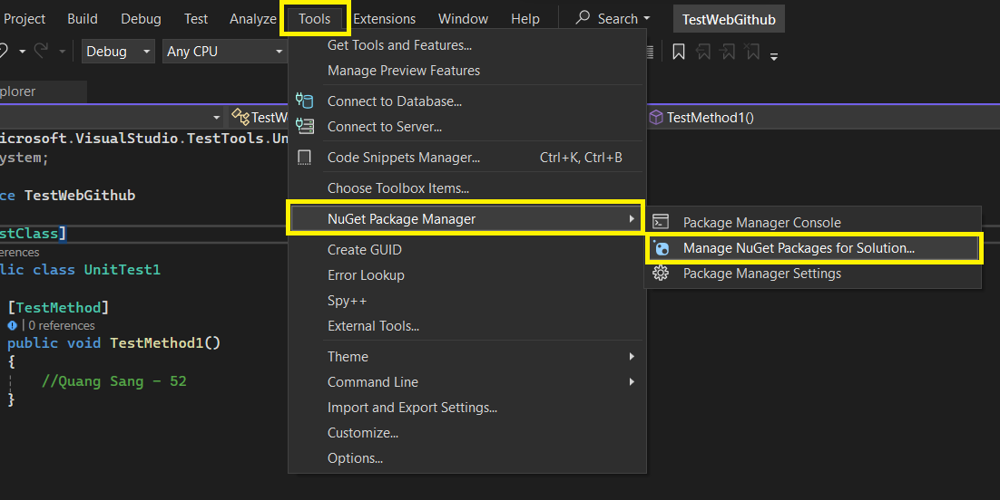 Project Build Debug Test Analyze Tools Extensions Window Help Search TestWebGithub
Debug Any CPU
Get Tools and Features...
Manage Preview Features
plorer
Connect to Database...
TestW TestMethod1()
Connect to Server...
icrosoft.VisualStudio.TestTools.Un
ystem;
Code Snippets Manager... Ctrl+K, Ctrl+B
Choose Toolbox Items...
ce TestWebGithub
NuGet Package Manager
Package Manager Console
stClass]
Manage NuGet Packages for Solution...
Create GUID
erences
lic class UnitTest1
Error Lookup
Package Manager Settings
Spy++
[TestMethod]
| 0 references
External Tools...
public void TestMethod1()
Theme
{
//Quang Sang - 52
Command Line
}
Import and Export Settings...
Customize...
Options...